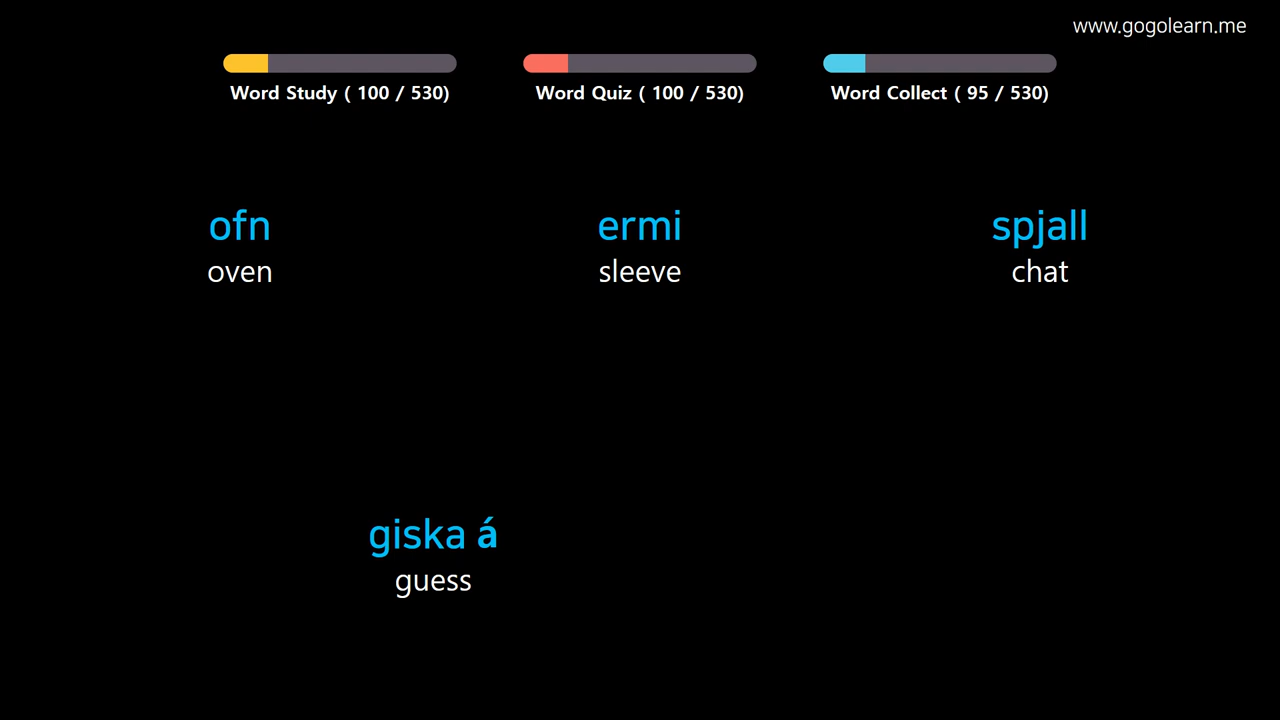 www.gogolearn.me
Word Study ( 100 / 530)
Word Quiz ( 100 / 530)
Word Collect ( 95 / 530)
ofn
oven
ermi
sleeve
spjall
chat
giska á
guess